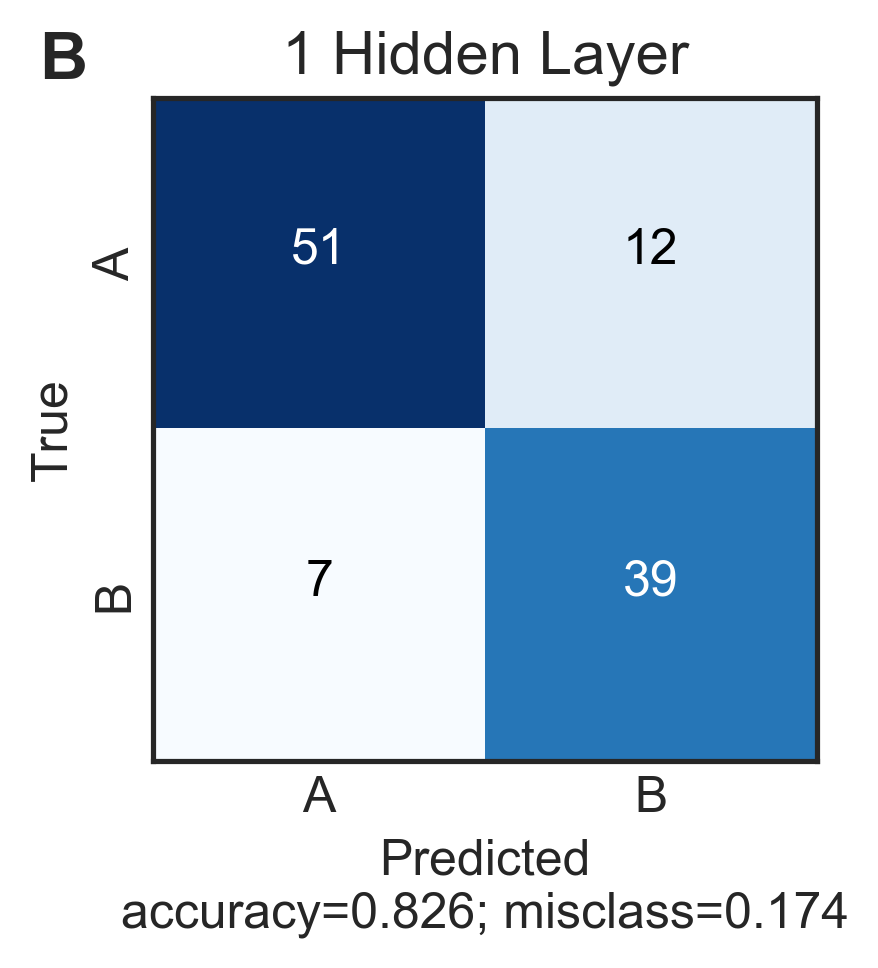 B
1 Hidden Layer
True
A
51
12
B
7
39
A
B
Predicted
accuracy=0.826; misclass=0.174